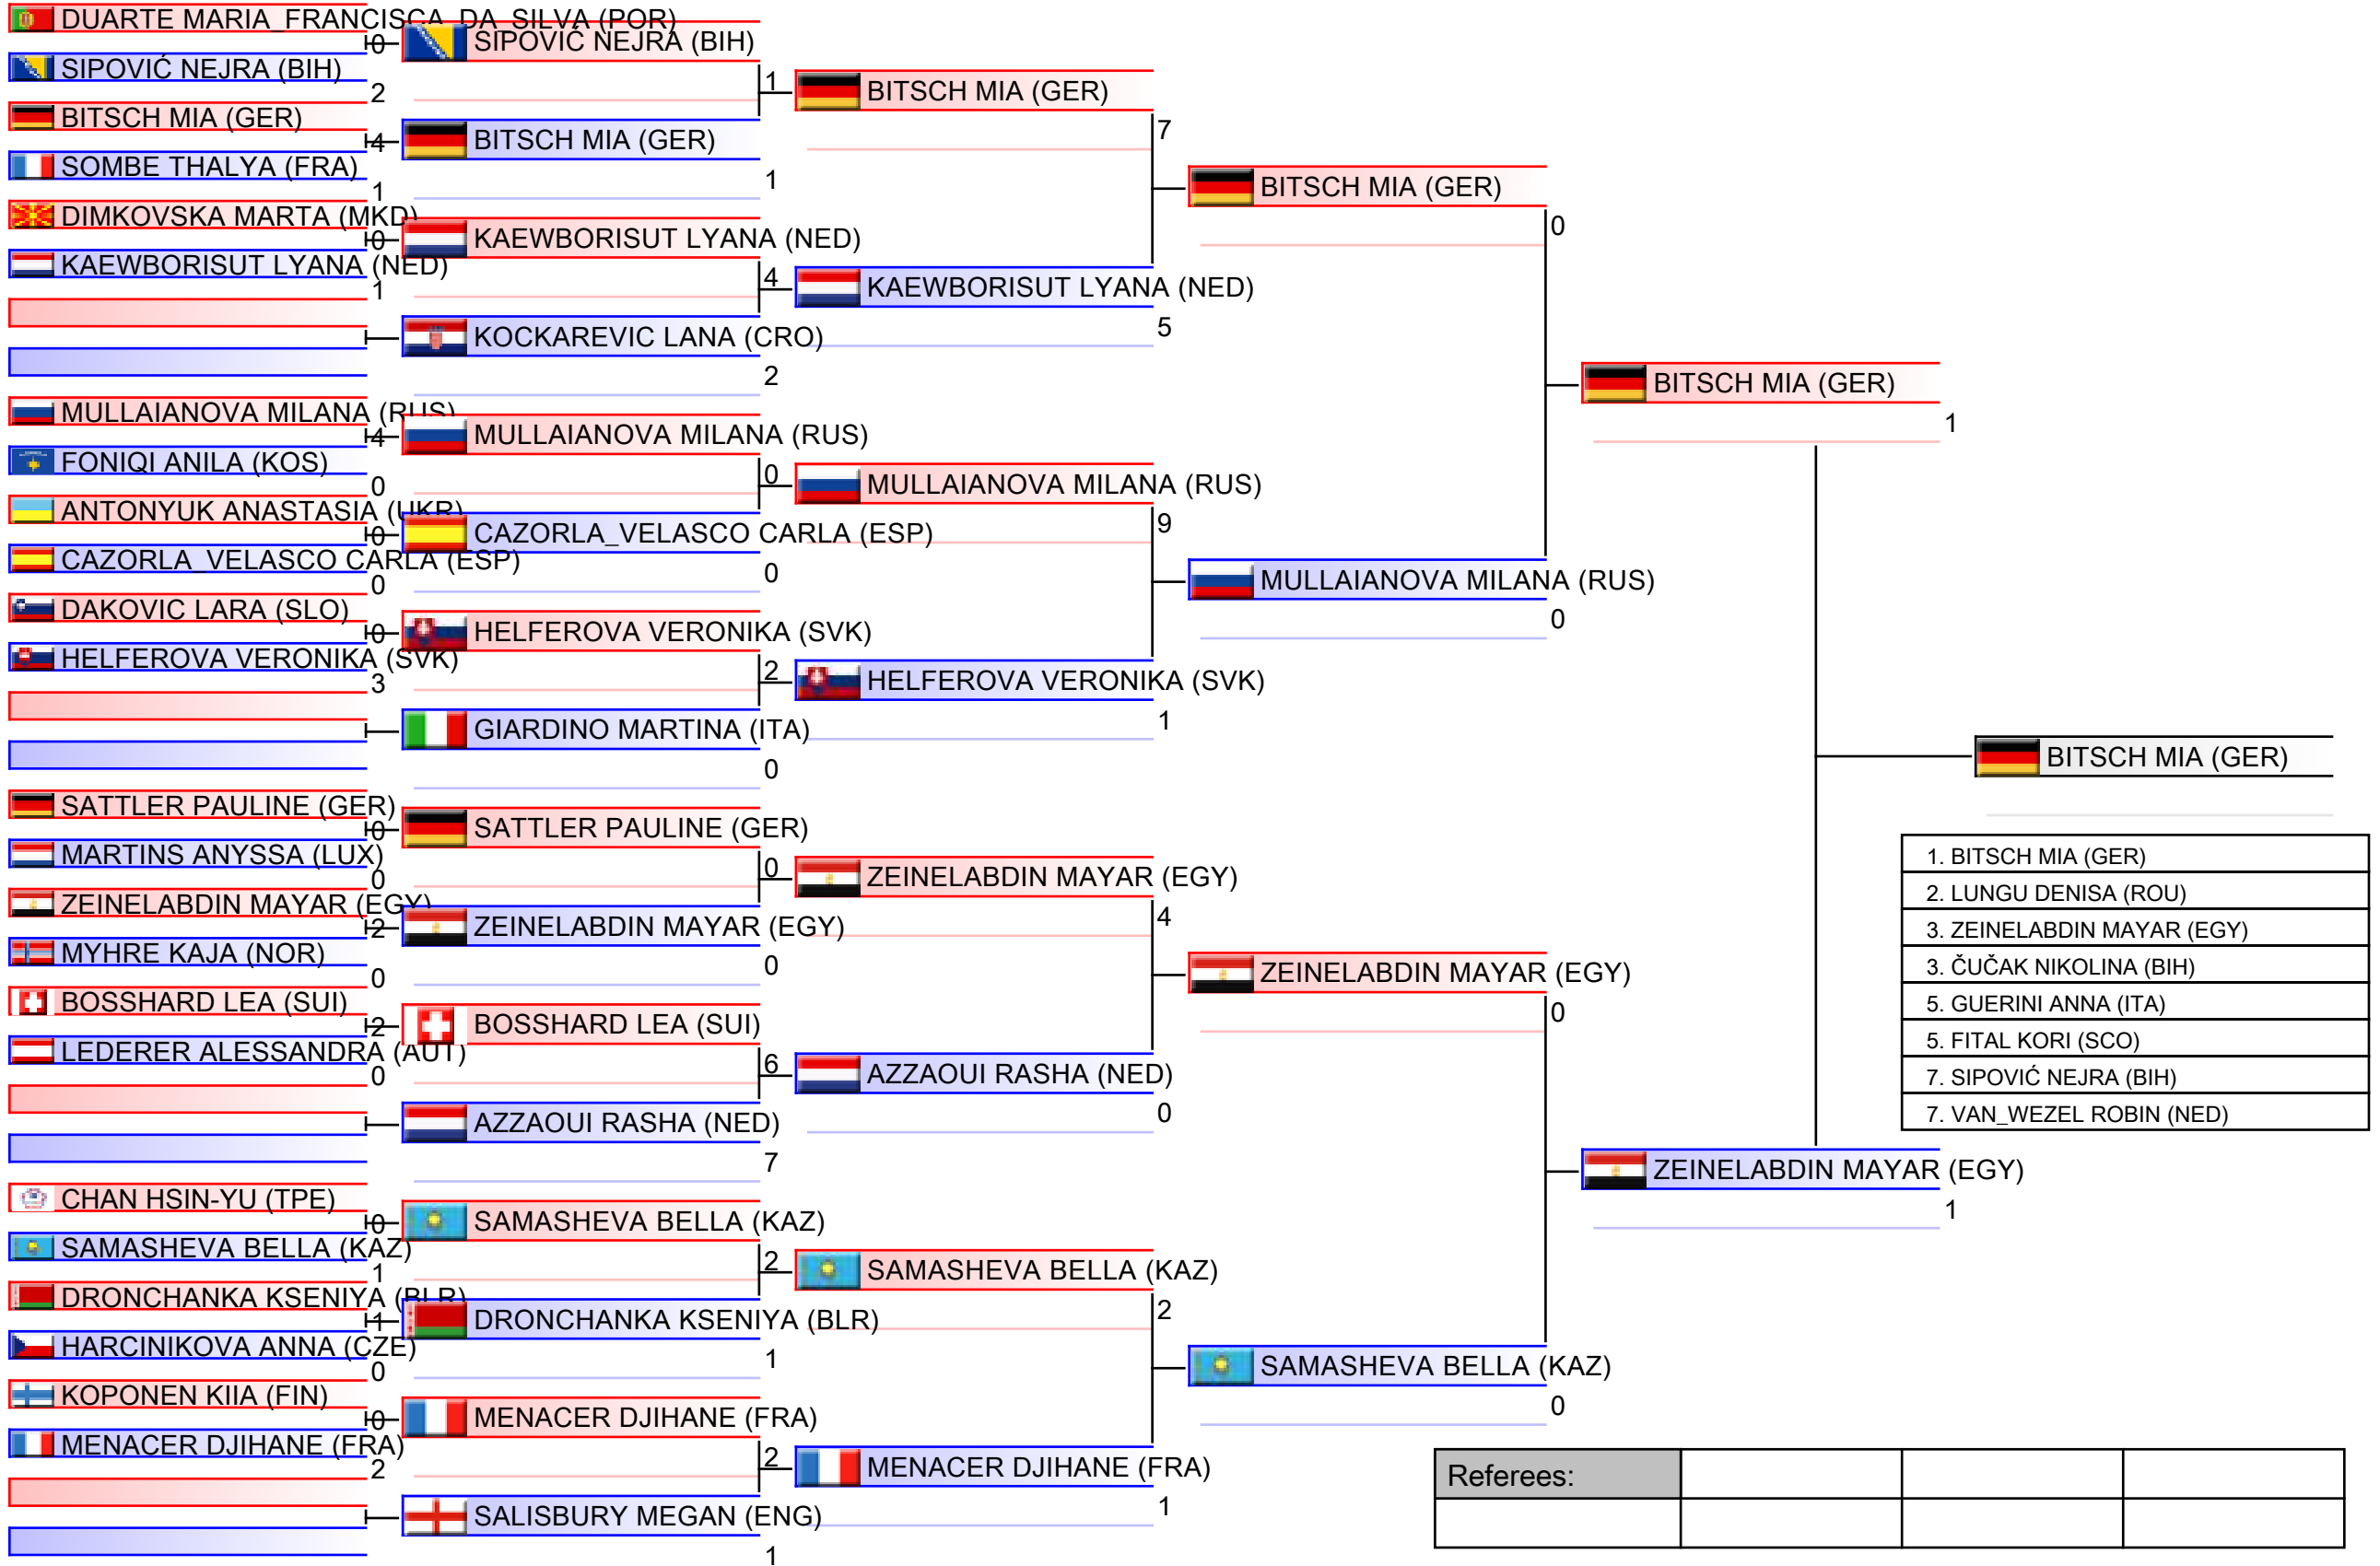 DUARTE MARIA_FRANCISCA_DA_SILVA (POR)
0
SIPOVIĆ NEJRA (BIH)
2
BITSCH MIA (GER)
4
SOMBE THALYA (FRA)
1
DIMKOVSKA MARTA (MKD)
0
KAEWBORISUT LYANA (NED)
1
MULLAIANOVA MILANA (RUS)
4
FONIQI ANILA (KOS)
0
ANTONYUK ANASTASIA (UKR)
0
CAZORLA_VELASCO CARLA (ESP)
0
DAKOVIC LARA (SLO)
0
HELFEROVA VERONIKA (SVK)
3
SATTLER PAULINE (GER)
0
MARTINS ANYSSA (LUX)
0
ZEINELABDIN MAYAR (EGY)
2
MYHRE KAJA (NOR)
0
BOSSHARD LEA (SUI)
2
LEDERER ALESSANDRA (AUT)
0
CHAN HSIN-YU (TPE)
0
SAMASHEVA BELLA (KAZ)
1
DRONCHANKA KSENIYA (BLR)
1
HARCINIKOVA ANNA (CZE)
0
KOPONEN KIIA (FIN)
0
MENACER DJIHANE (FRA)
2
SIPOVIĆ NEJRA (BIH)
1
BITSCH MIA (GER)
1
KAEWBORISUT LYANA (NED)
4
KOCKAREVIC LANA (CRO)
2
MULLAIANOVA MILANA (RUS)
0
CAZORLA_VELASCO CARLA (ESP)
0
HELFEROVA VERONIKA (SVK)
2
GIARDINO MARTINA (ITA)
0
SATTLER PAULINE (GER)
0
ZEINELABDIN MAYAR (EGY)
0
BOSSHARD LEA (SUI)
6
AZZAOUI RASHA (NED)
7
SAMASHEVA BELLA (KAZ)
2
DRONCHANKA KSENIYA (BLR)
1
MENACER DJIHANE (FRA)
2
SALISBURY MEGAN (ENG)
1
BITSCH MIA (GER)
7
KAEWBORISUT LYANA (NED)
5
MULLAIANOVA MILANA (RUS)
9
HELFEROVA VERONIKA (SVK)
1
ZEINELABDIN MAYAR (EGY)
4
AZZAOUI RASHA (NED)
0
SAMASHEVA BELLA (KAZ)
2
MENACER DJIHANE (FRA)
1
BITSCH MIA (GER)
0
MULLAIANOVA MILANA (RUS)
0
ZEINELABDIN MAYAR (EGY)
0
SAMASHEVA BELLA (KAZ)
0
BITSCH MIA (GER)
1
ZEINELABDIN MAYAR (EGY)
1
BITSCH MIA (GER)
1. BITSCH MIA (GER)
2. LUNGU DENISA (ROU)
3. ZEINELABDIN MAYAR (EGY)
3. ČUČAK NIKOLINA (BIH)
5. GUERINI ANNA (ITA)
5. FITAL KORI (SCO)
7. SIPOVIĆ NEJRA (BIH)
7. VAN_WEZEL ROBIN (NED)
Referees: